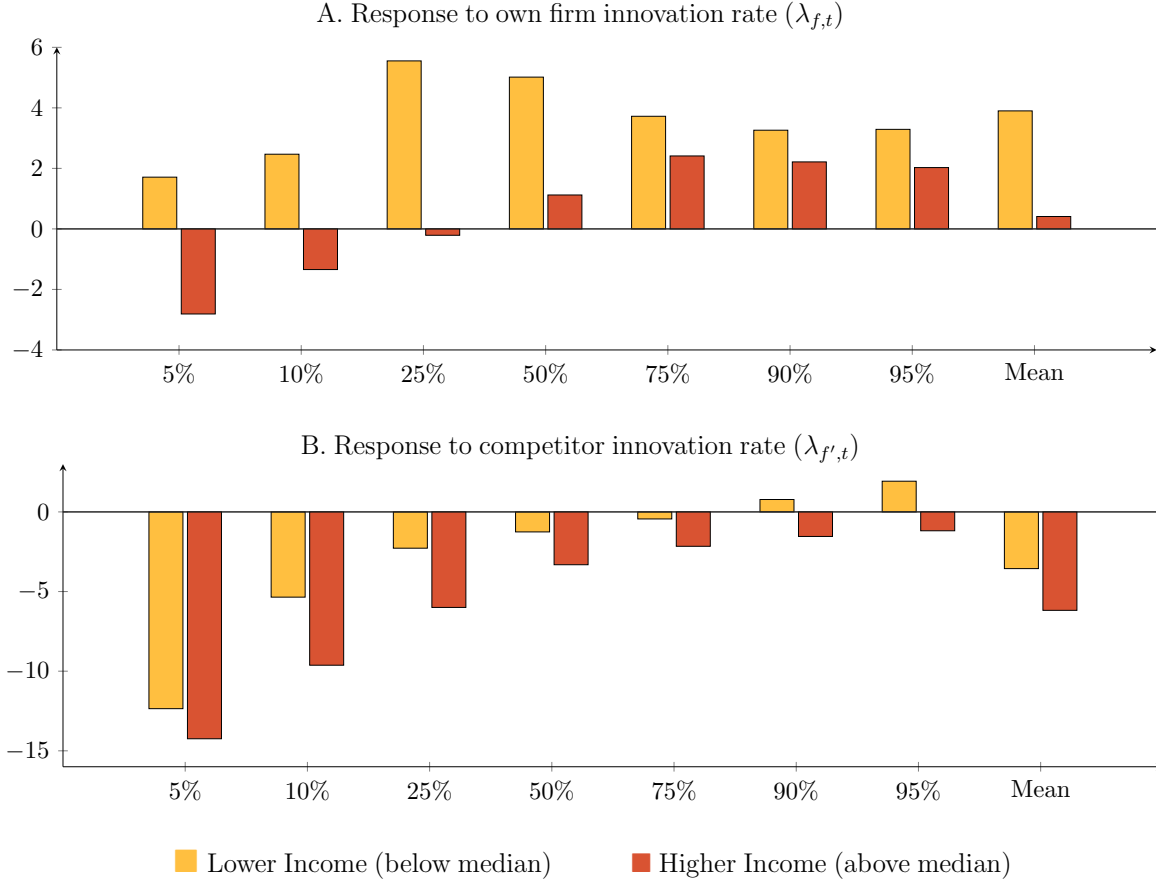 A. Response to own firm innovation rate (λf,t)
6
4
2
0
−2
−4
5% 10% 25% 50% 75% 90% 95% Mean
B. Response to competitor innovation rate (λf′,t)
0
−5
−10
−15
5% 10% 25% 50% 75% 90% 95% Mean
Lower Income (below median) Higher Income (above median)